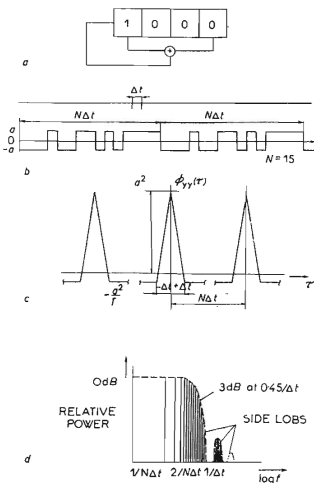 1 0 0 0
+
a
Δt
NΔt NΔt
a
0
-a
N = 15
b
a² ϕyy(τ)
τ
-Δt +Δt
NΔt
c
0dB
3dB at 0.45/Δt
RELATIVE
POWER
SIDE LOBS
d
1/NΔt 2/NΔt 1/Δt
log f